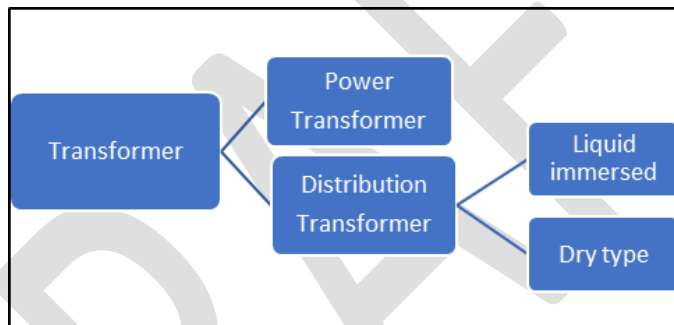 Transformer
Power
Transformer
Distribution
Transformer
Liquid
immersed
Dry type